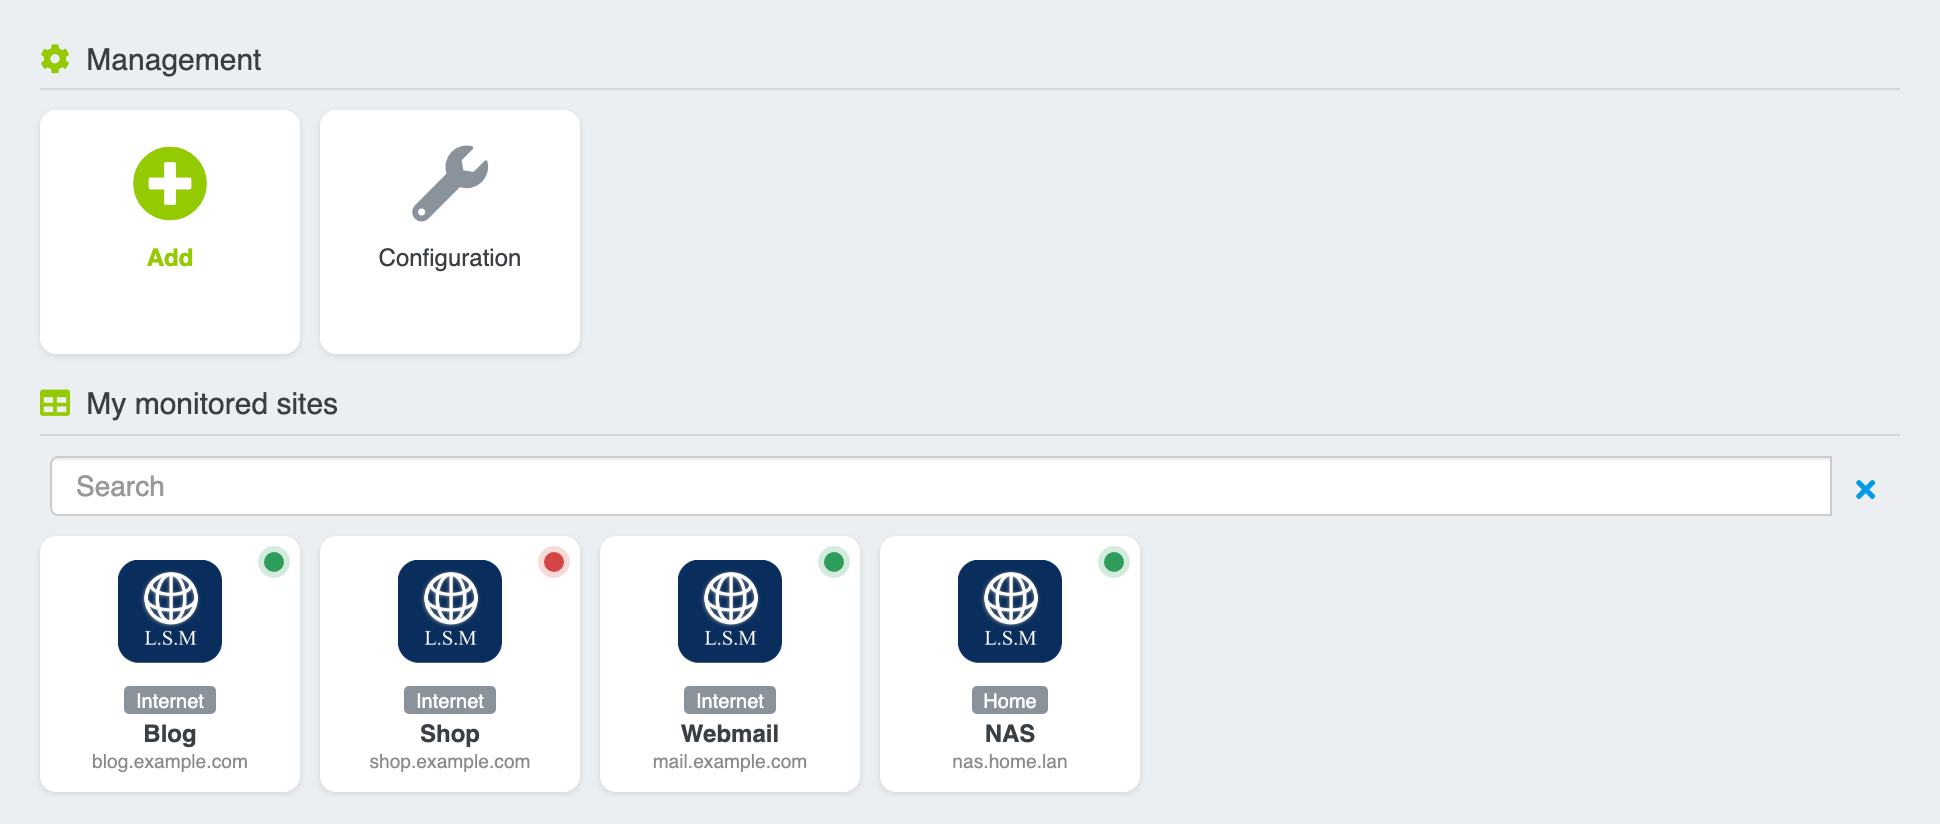 Management
Add
Configuration
My monitored sites
Search
L.S.M
Internet
Blog
blog.example.com
L.S.M
Internet
Shop
shop.example.com
L.S.M
Internet
Webmail
mail.example.com
L.S.M
Home
NAS
nas.home.lan